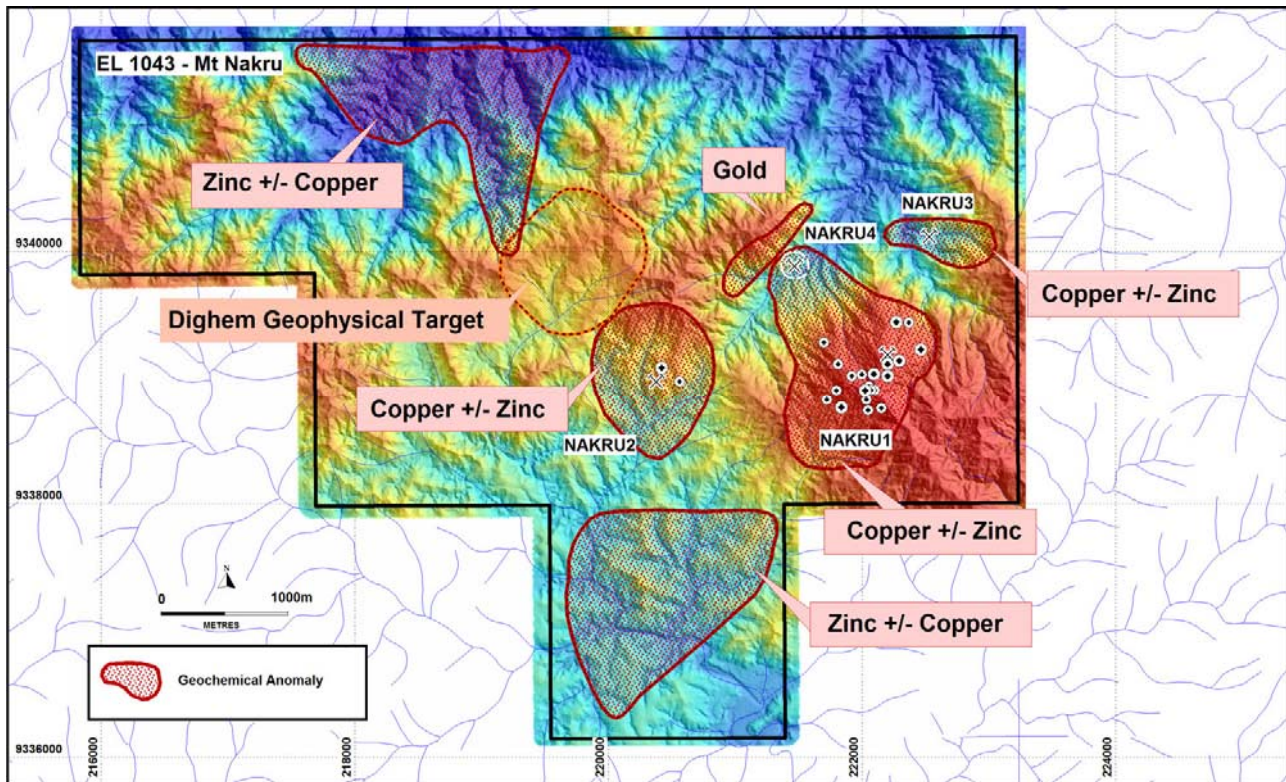 EL 1043 - Mt Nakru
Zinc +/- Copper
Gold
NAKRU3
NAKRU4
9340000
Copper +/- Zinc
Dighem Geophysical Target
Copper +/- Zinc
NAKRU2
NAKRU1
9338000
Copper +/- Zinc
N
0 1000m
METRES
Zinc +/- Copper
Geochemical Anomaly
9336000
216000
218000
220000
222000
224000